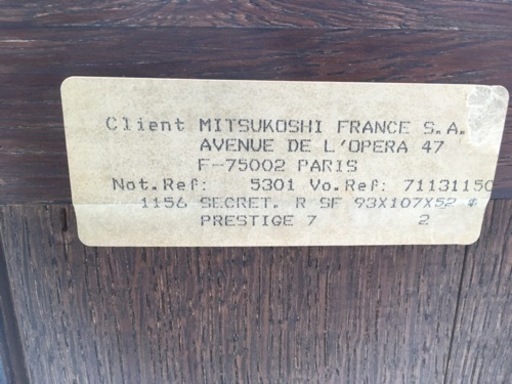 Client MITSUKOSHI FRANCE S.A.
AVENUE DE L'OPERA 47
F-75002 PARIS
Not.Ref: 5301 Vo.Ref: 71131150
1156 SECRET. R SF 93X107X52
PRESTIGE 7 2